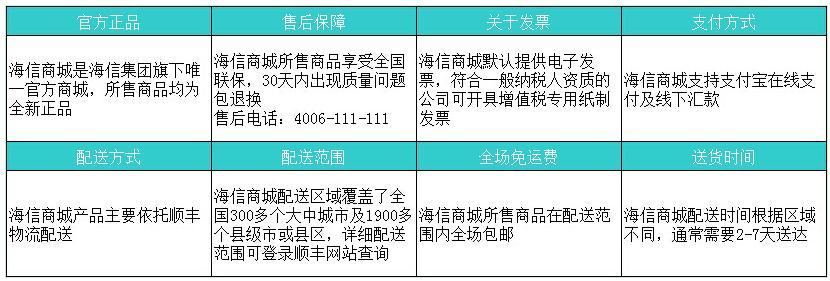 官方正品
售后保障
关于发票
支付方式
海信商城是海信集团旗下唯
一官方商城，所售商品均为
全新正品
海信商城所售商品享受全国
联保，30天内出现质量问题
包退换
售后电话：4006-111-111
海信商城默认提供电子发
票，符合一般纳税人资质的
公司可开具增值税专用纸制
发票
海信商城支持支付宝在线支
付及线下汇款
配送方式
配送范围
全场免运费
送货时间
海信商城产品主要依托顺丰
物流配送
海信商城配送区域覆盖了全
国300多个大中城市及1900多
个县级市或县区，详细配送
范围可登录顺丰网站查询
海信商城所售商品在配送范
围内全场包邮
海信商城配送时间根据区域
不同，通常需要2-7天送达